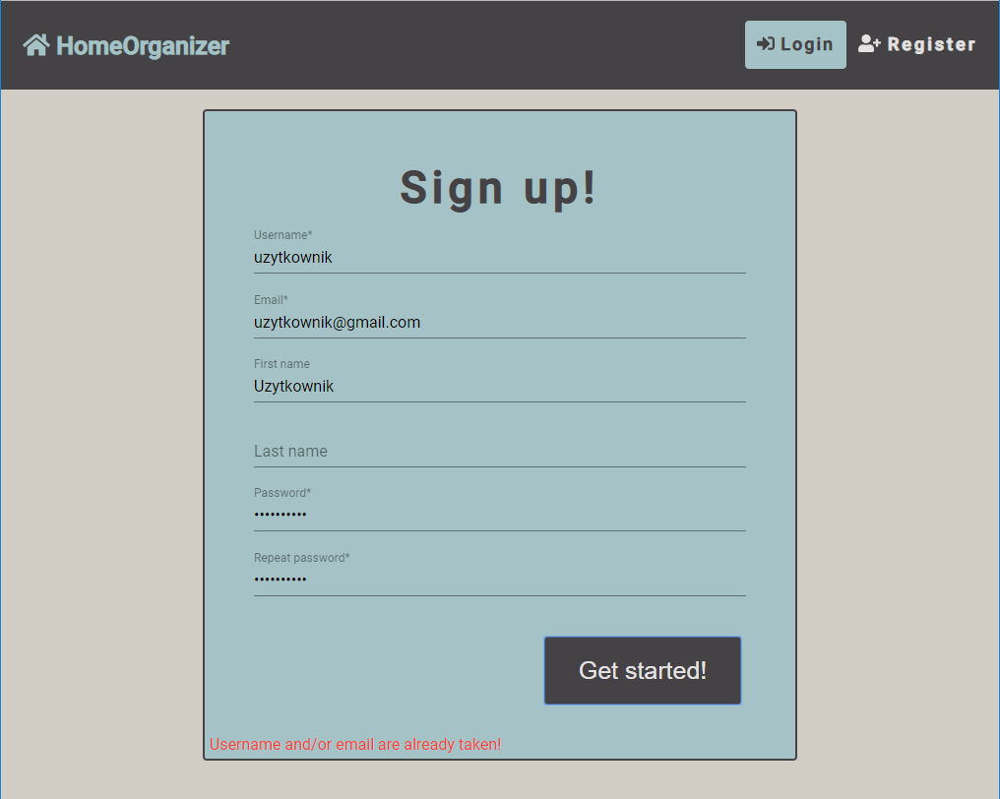 HomeOrganizer
Login
Register
Sign up!
Username*
uzytkownik
Email*
uzytkownik@gmail.com
First name
Uzytkownik
Last name
Password*
••••••••••
Repeat password*
••••••••••
Get started!
Username and/or email are already taken!